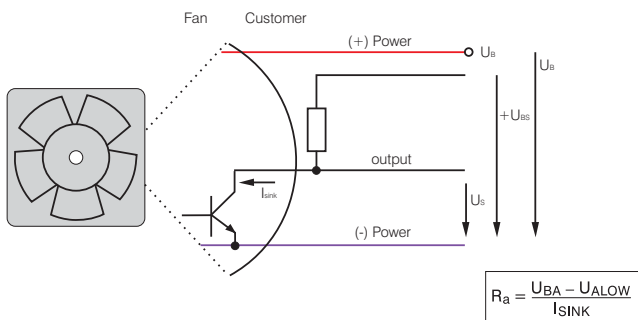 Fan Customer
(+) Power
UB
UB
+UBS
output
Isink
US
(-) Power
Ra = UBA – UALOW
ISINK